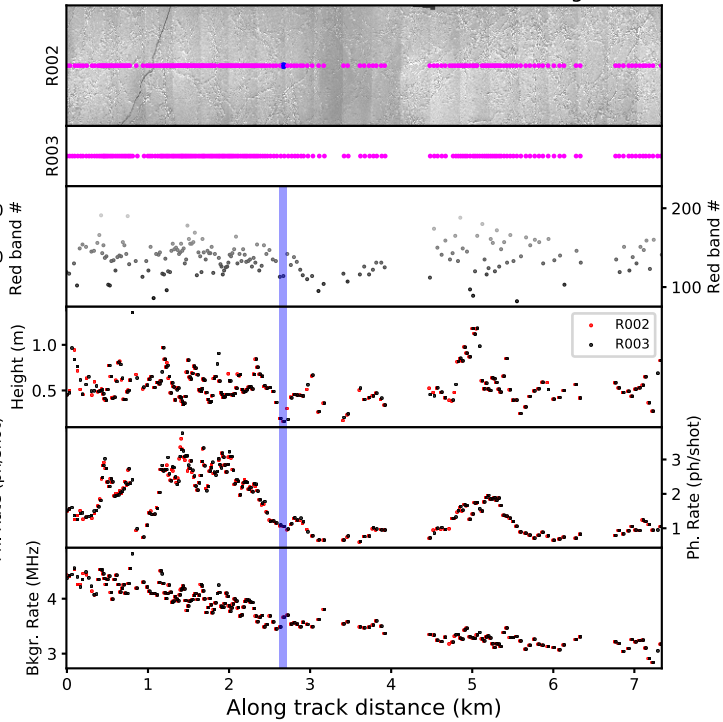 R002
R003
Red band #
200
100
Red band #
Height (m)
1.0
0.5
R002
R003
3
2
1
Ph. Rate (ph/shot)
Bkgr. Rate (MHz)
4
3
0 1 2 3 4 5 6 7
Along track distance (km)